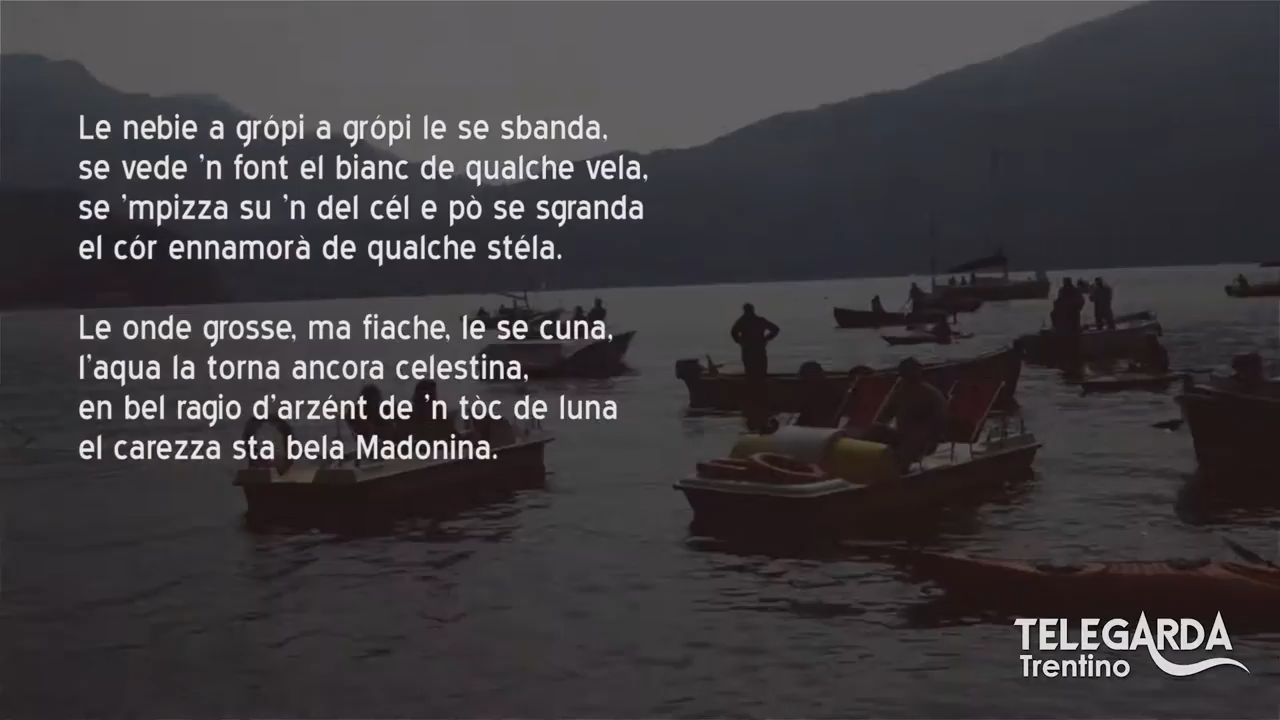 Le nebie a grópi a grópi le se sbanda,
se vede 'n font el bianc de qualche vela,
se 'mpizza su 'n del cél e pò se sgranda
el cór ennamorà de qualche stéla.
Le onde grosse, ma fiache, le se cuna,
l'aqua la torna ancora celestina,
en bel ragio d'arzént de 'n tòc de luna
el carezza sta bela Madonina.
TELEGARDA
Trentino